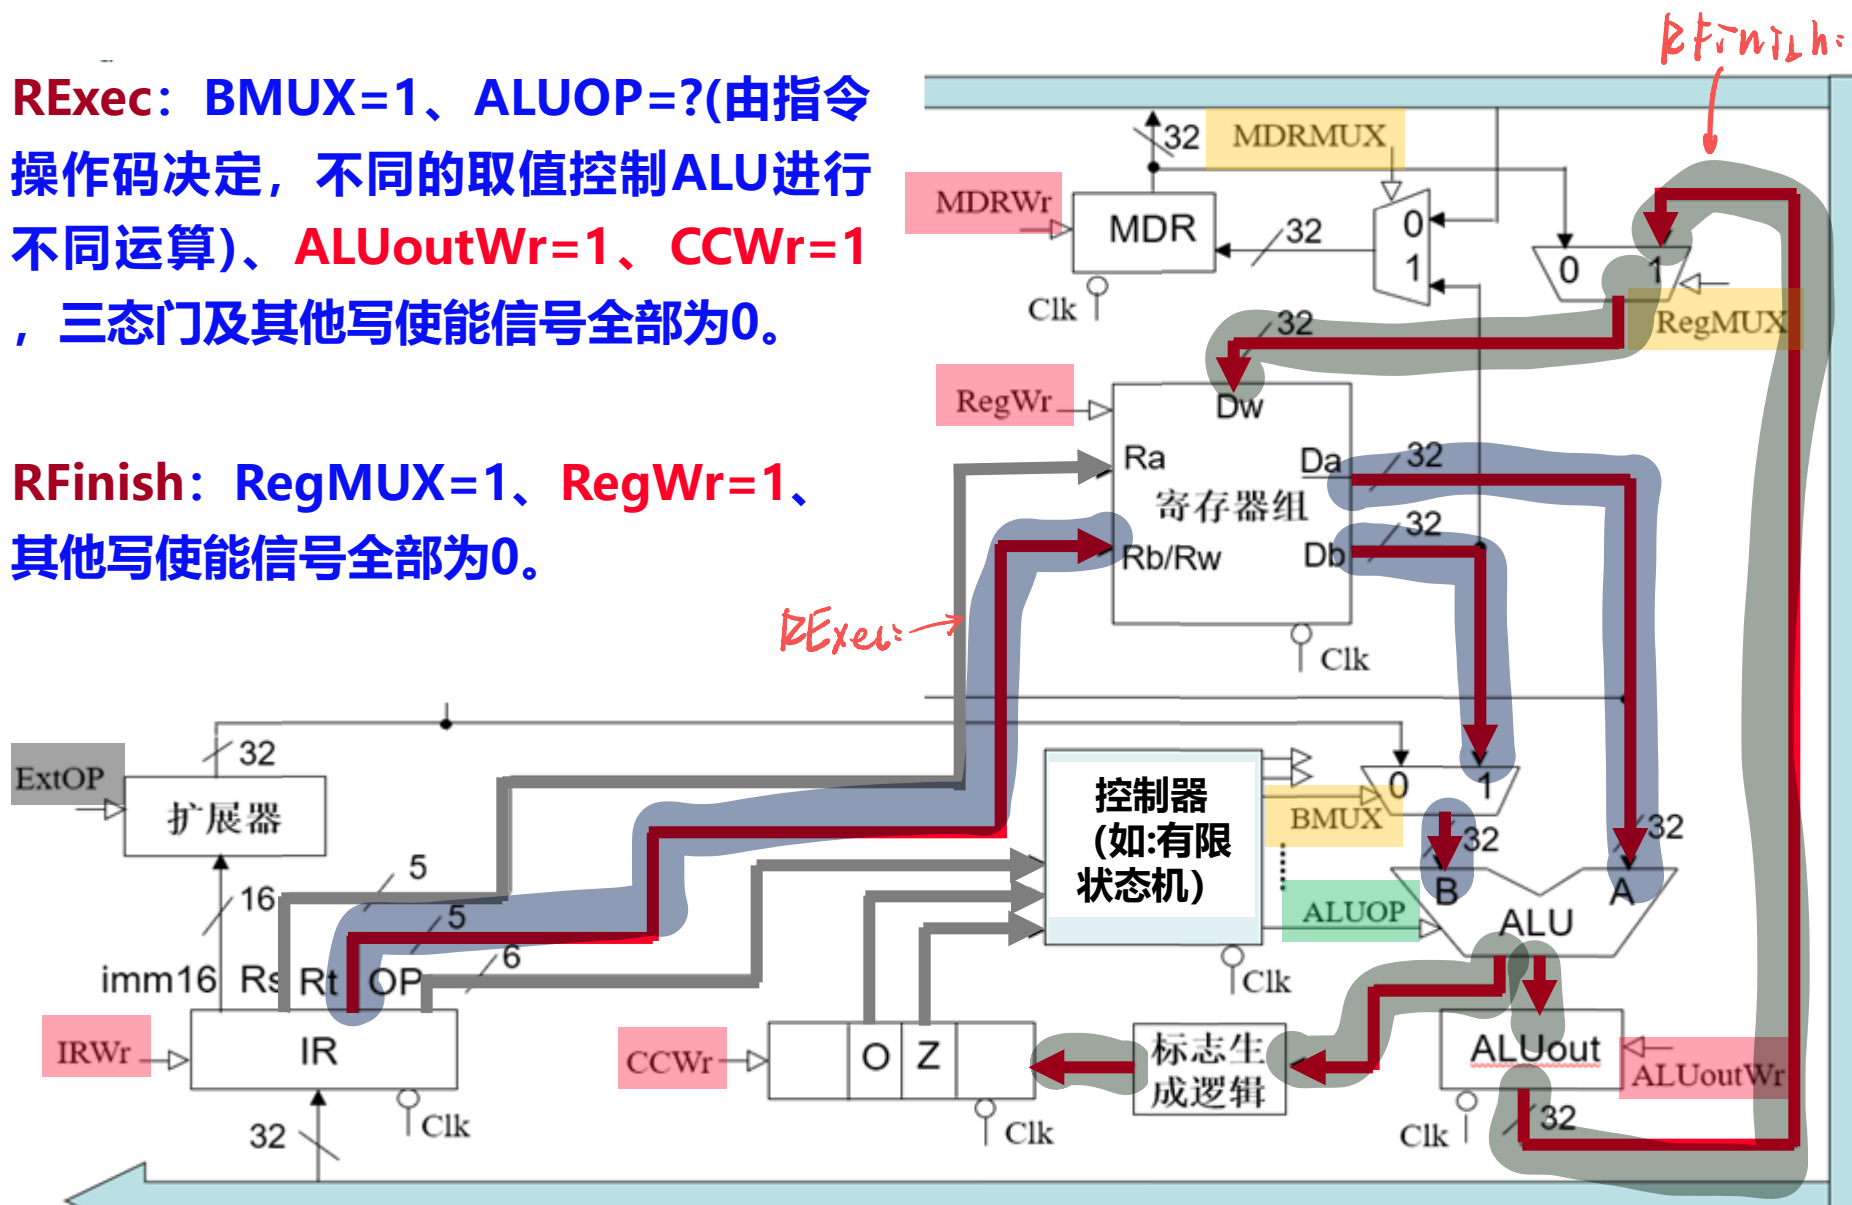 RExec：BMUX=1、ALUOP=?(由指令
操作码决定，不同的取值控制ALU进行
不同运算)、ALUoutWr=1、CCWr=1
，三态门及其他写使能信号全部为0。
RFinish：RegMUX=1、RegWr=1、
其他写使能信号全部为0。
RFinish:
32
MDRMUX
MDRWr
MDR
32
0
1
0
1
Clk
RegMUX
32
RegWr
Dw
Ra
Da
32
寄存器组
32
Rb/Rw
Db
RExec:
Clk
ExtOP
32
扩展器
控制器
（如:有限
状态机）
0
1
BMUX
32
32
5
16
5
B
A
ALUOP
ALU
6
imm16
Rs
Rt
OP
Clk
IRWr
IR
CCWr
O
Z
标志生
成逻辑
ALUout
ALUoutWr
Clk
32
Clk
Clk
32